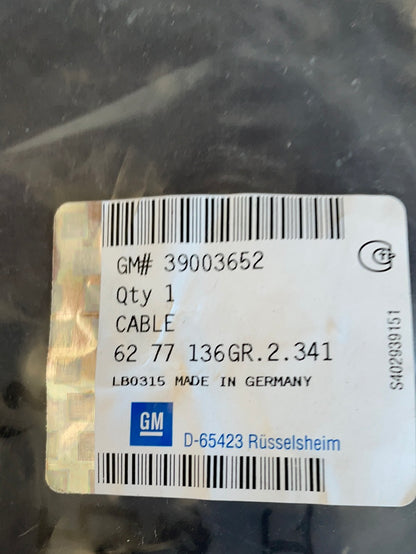 GM# 39003652
Qty 1
CABLE
62 77 136GR.2.341
LB0315 MADE IN GERMANY
GM
D-65423 Rüsselsheim
S402939151